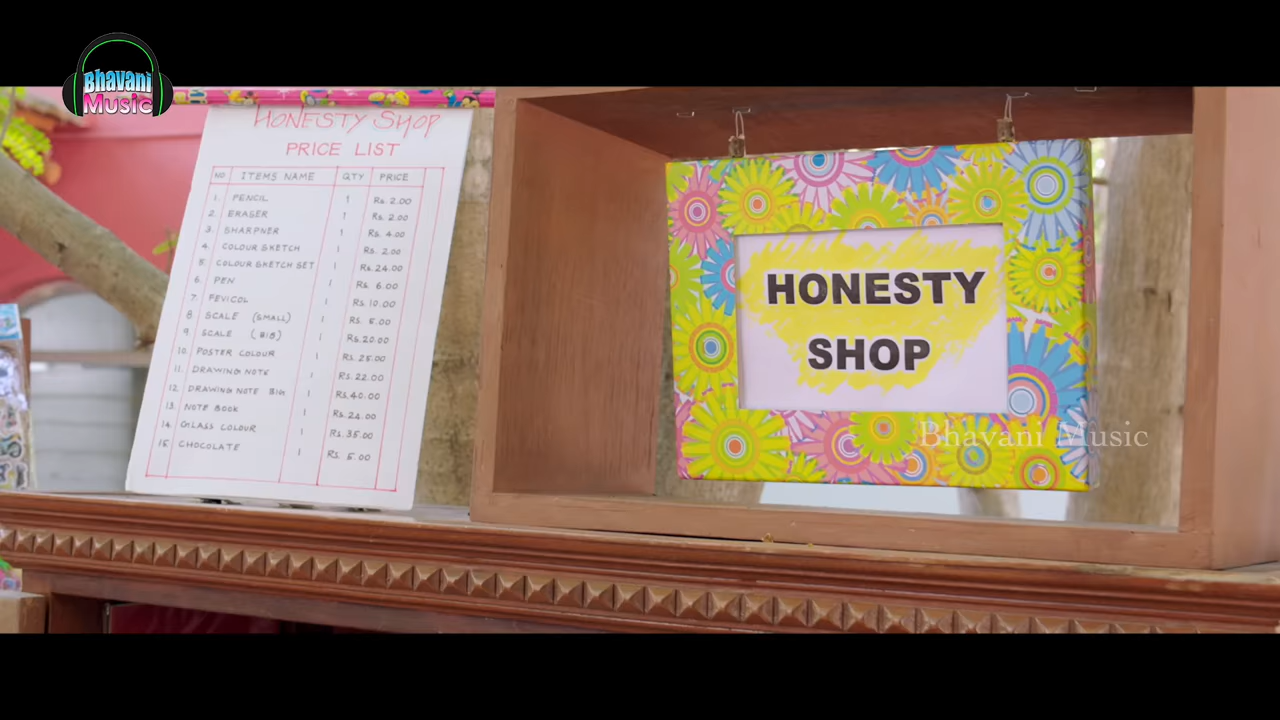 Bhavani
Music
HONESTY SHOP
PRICE LIST
NO ITEMS NAME QTY PRICE
1. PENCIL 1 Rs. 2.00
2. ERASER 1 Rs. 2.00
3. SHARPNER 1 Rs. 4.00
4. COLOUR SKETCH 1 Rs. 2.00
5. COLOUR SKETCH SET 1 Rs. 24.00
6. PEN 1 Rs. 6.00
7. FEVICOL 1 Rs. 10.00
8. SCALE (SMALL) 1 Rs. 5.00
9. SCALE (BIG) 1 Rs. 20.00
10. POSTER COLOUR 1 Rs. 25.00
11. DRAWING NOTE 1 Rs. 22.00
12. DRAWING NOTE BIG 1 Rs. 40.00
13. NOTE BOOK 1 Rs. 24.00
14. GLASS COLOUR 1 Rs. 35.00
15. CHOCOLATE 1 Rs. 5.00
HONESTY
SHOP
Bhavani Music